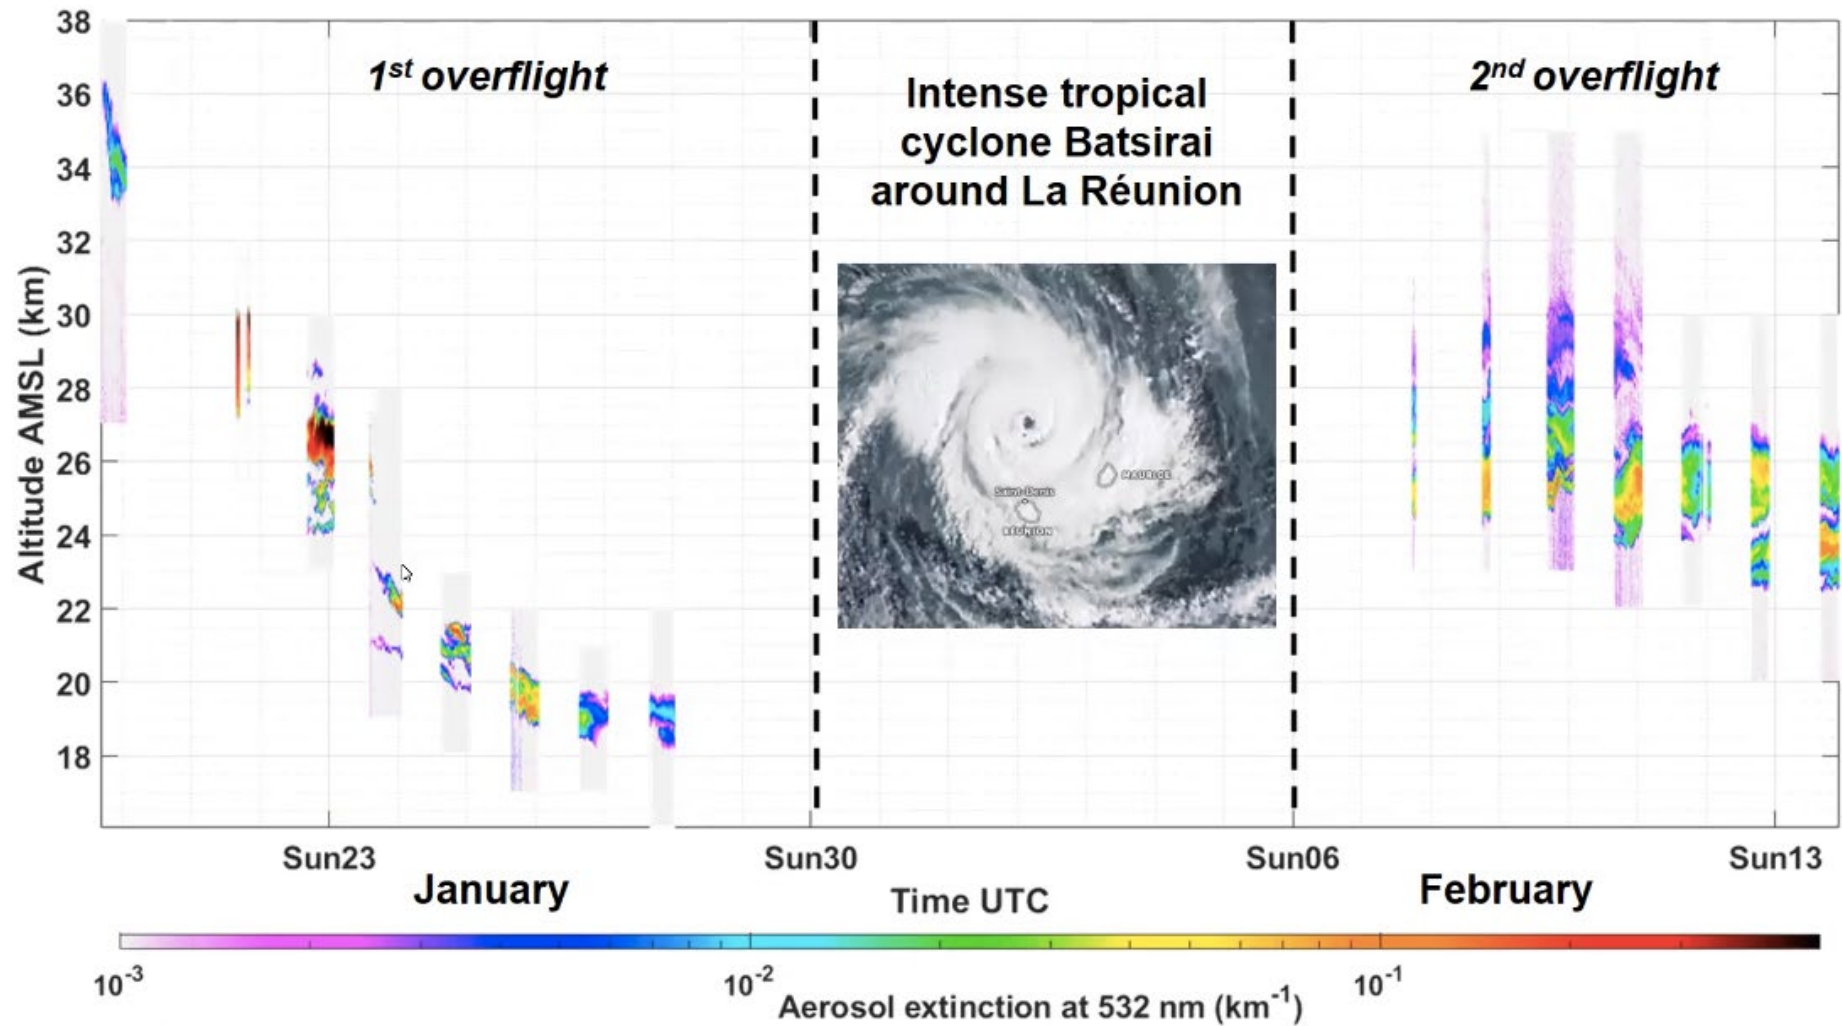 38
36
34
32
30
28
26
24
22
20
18
Altitude AMSL (km)
1st overflight
Intense tropical
cyclone Batsirai
around La Réunion
2nd overflight
MAURICE
Saint-Denis
RÉUNION
Sun23
Sun30
Sun06
Sun13
January
Time UTC
February
10-3
10-2
10-1
Aerosol extinction at 532 nm (km-1)